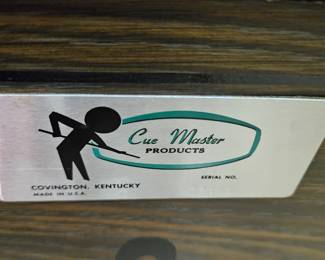 Cue Master
PRODUCTS
SERIAL NO.
COVINGTON, KENTUCKY
MADE IN U.S.A.